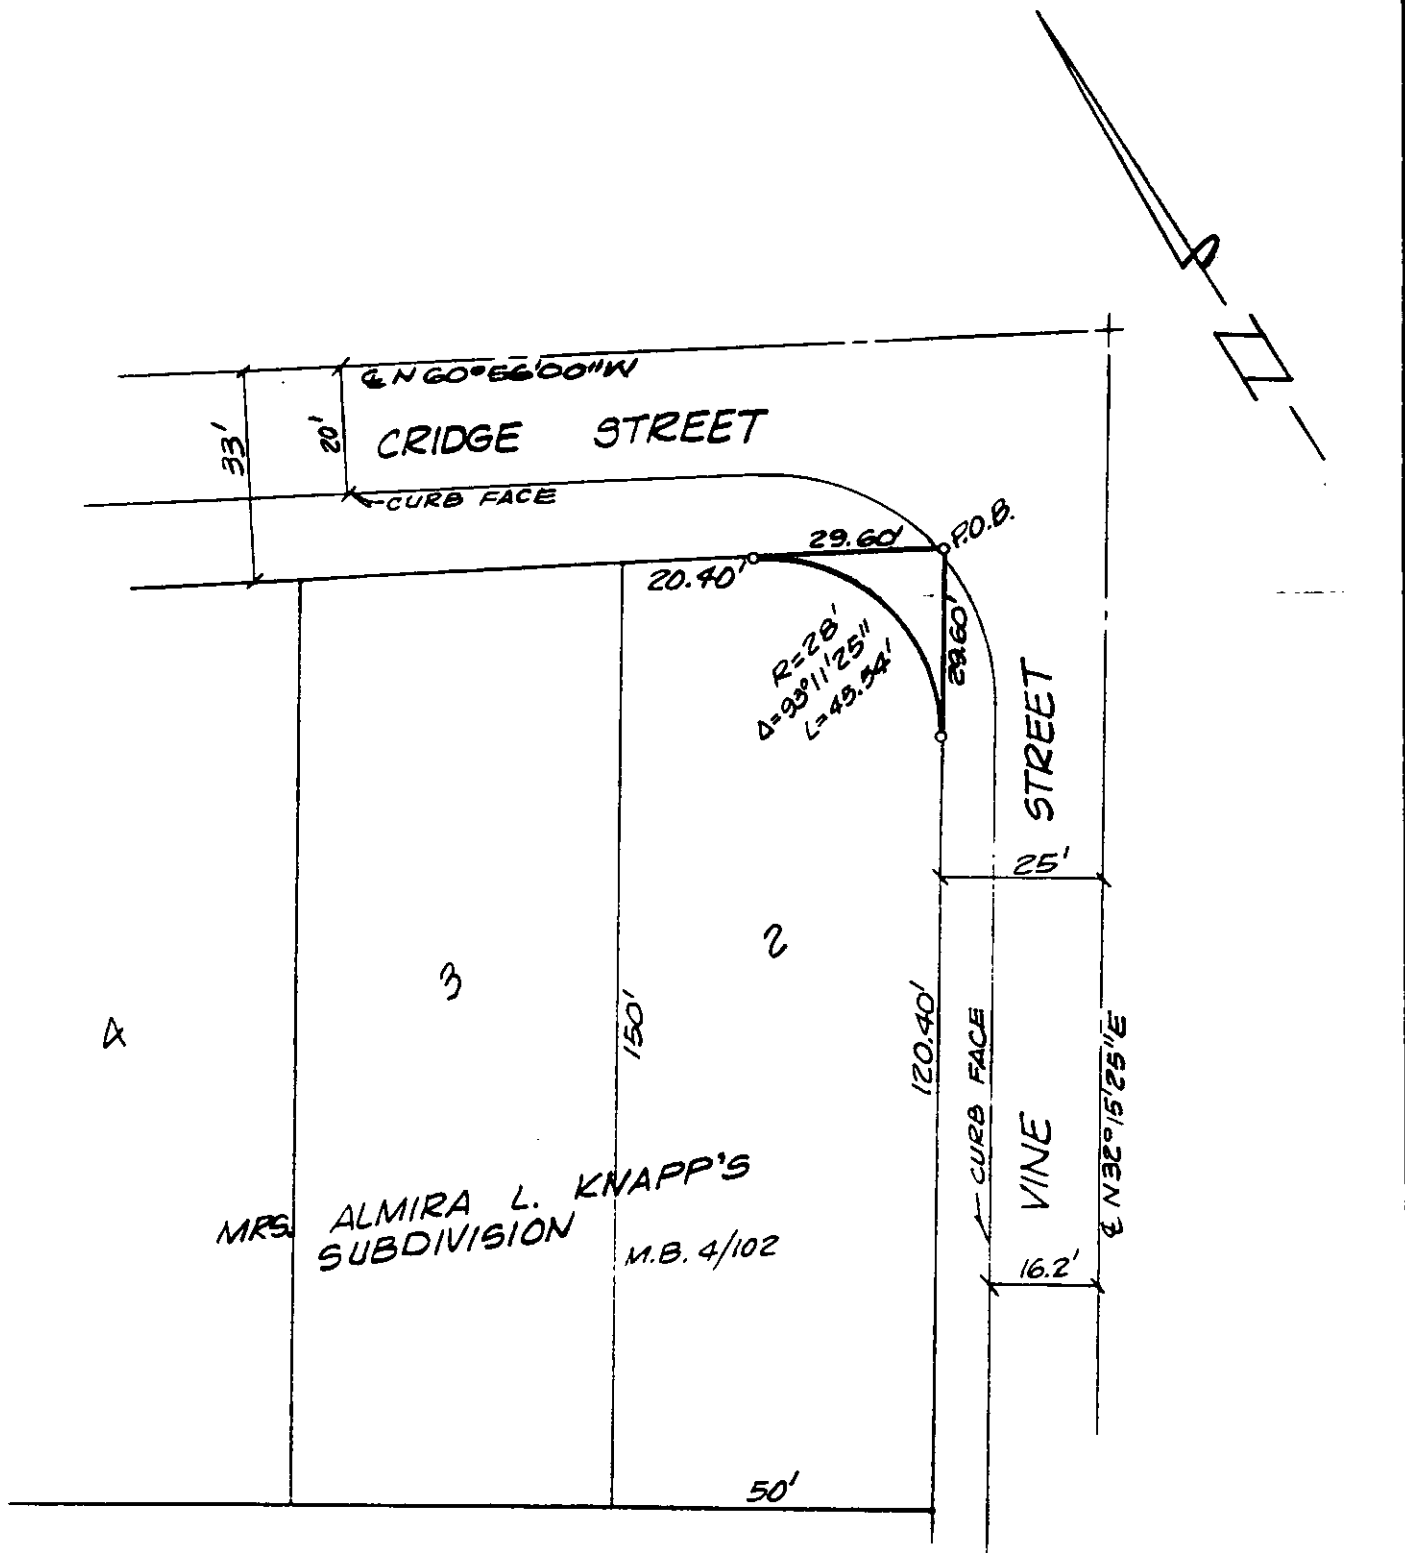 ℄ N 60°56'00" W
33'
20'
CRIDGE STREET
CURB FACE
P.O.B.
29.60'
20.40'
29.60'
R=28'
Δ=93°11'25"
L=45.54'
STREET
25'
2
3
4
150'
120.40'
CURB FACE
VINE
℄ N 32°15'25" E
MRS. ALMIRA L. KNAPP'S
SUBDIVISION
M.B. 4/102
16.2'
50'
N